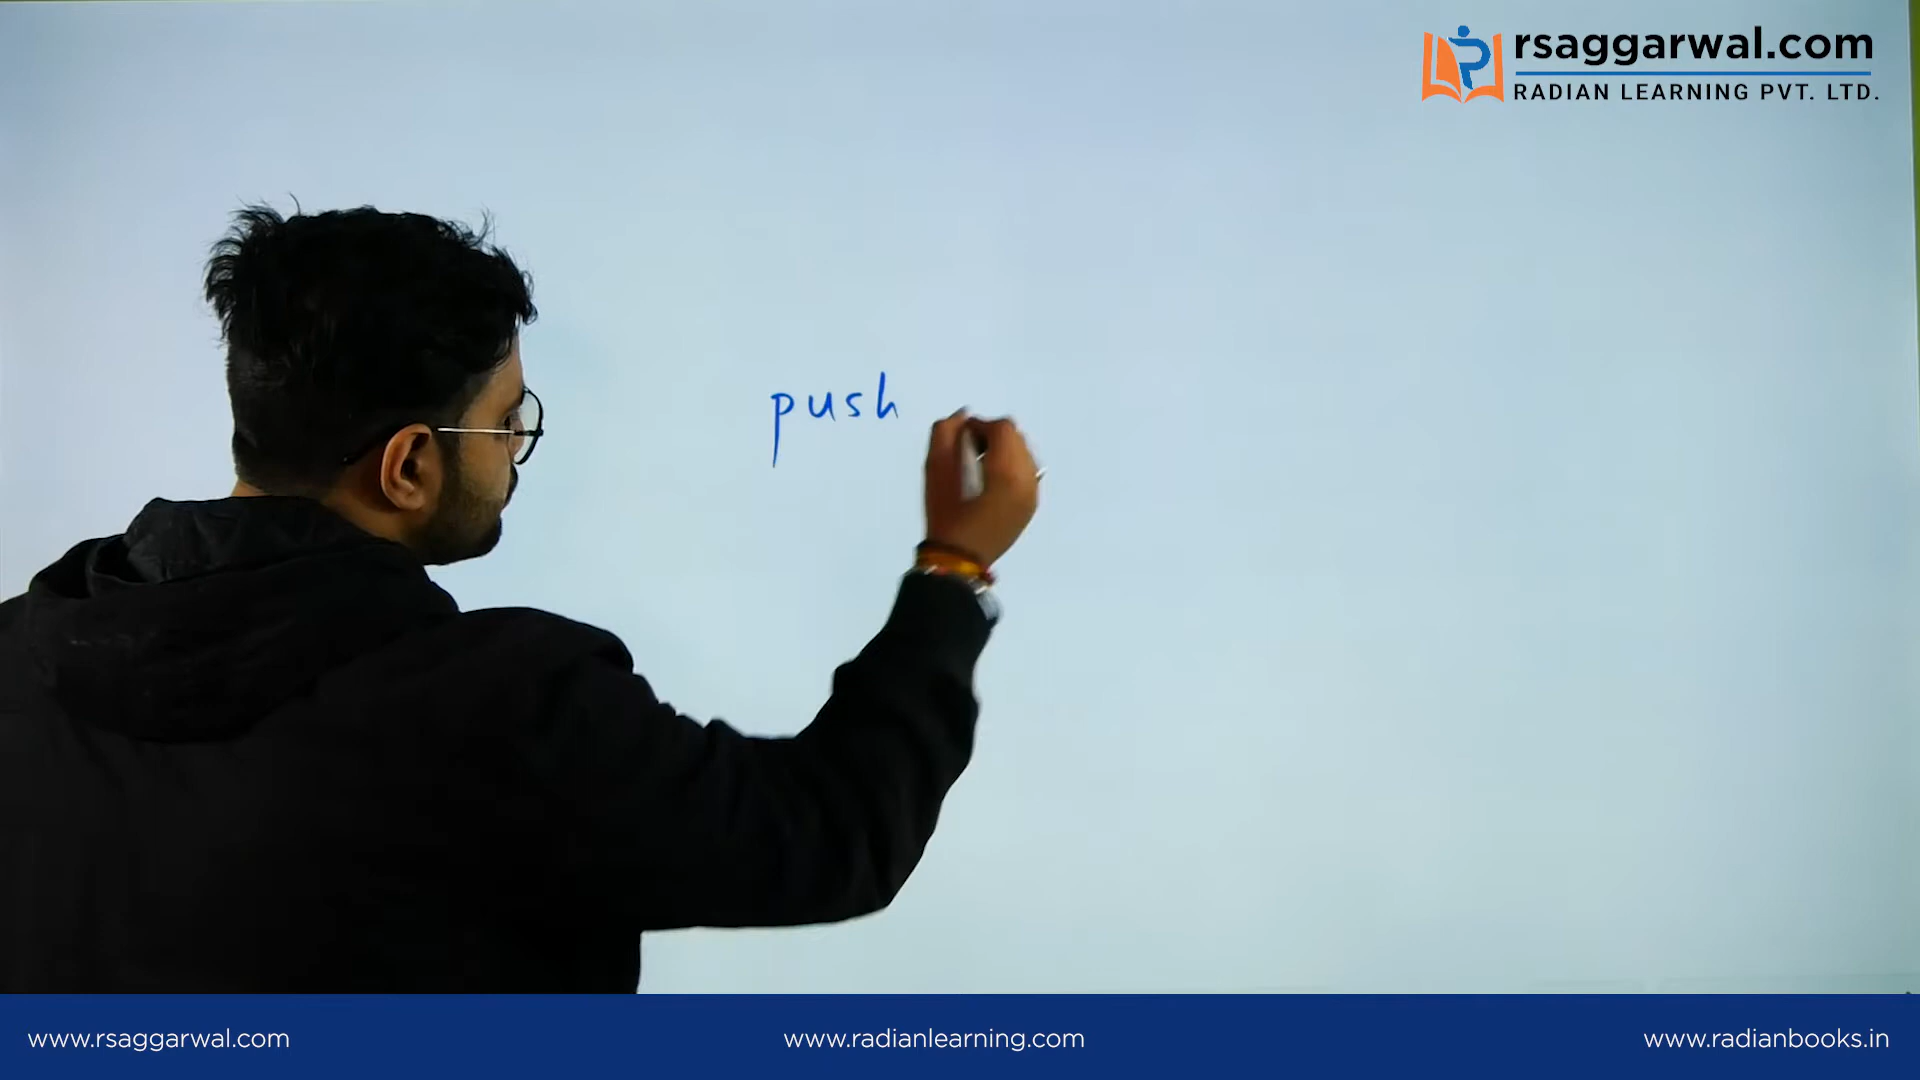 rsaggarwal.com
RADIAN LEARNING PVT. LTD.
push
www.rsaggarwal.com
www.radianlearning.com
www.radianbooks.in